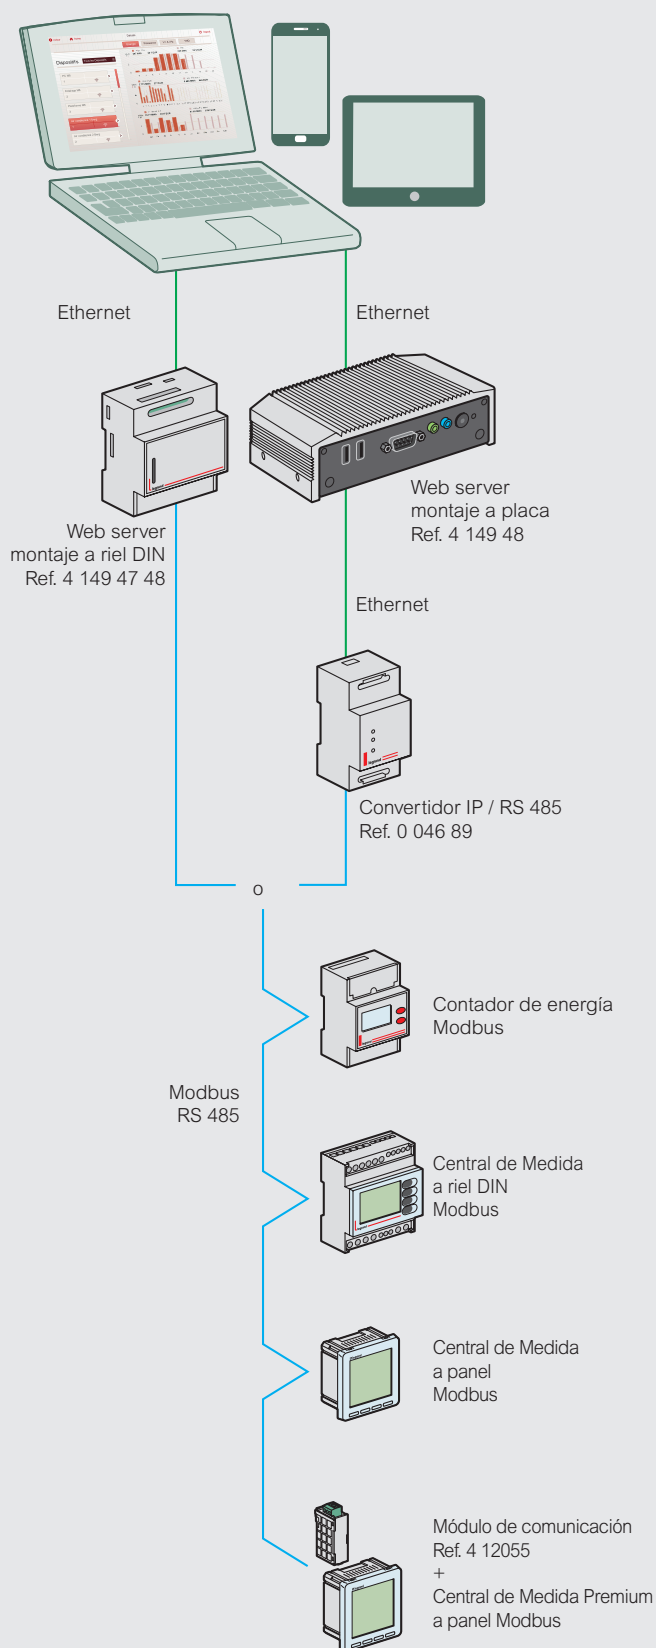 Ethernet
Ethernet
Web server
montaje a placa
Ref. 4 149 48
Web server
montaje a riel DIN
Ref. 4 149 47 48
Ethernet
Convertidor IP / RS 485
Ref. 0 046 89
o
Contador de energía
Modbus
Modbus
RS 485
Central de Medida
a riel DIN
Modbus
Central de Medida
a panel
Modbus
Módulo de comunicación
Ref. 4 12055
+
Central de Medida Premium
a panel Modbus